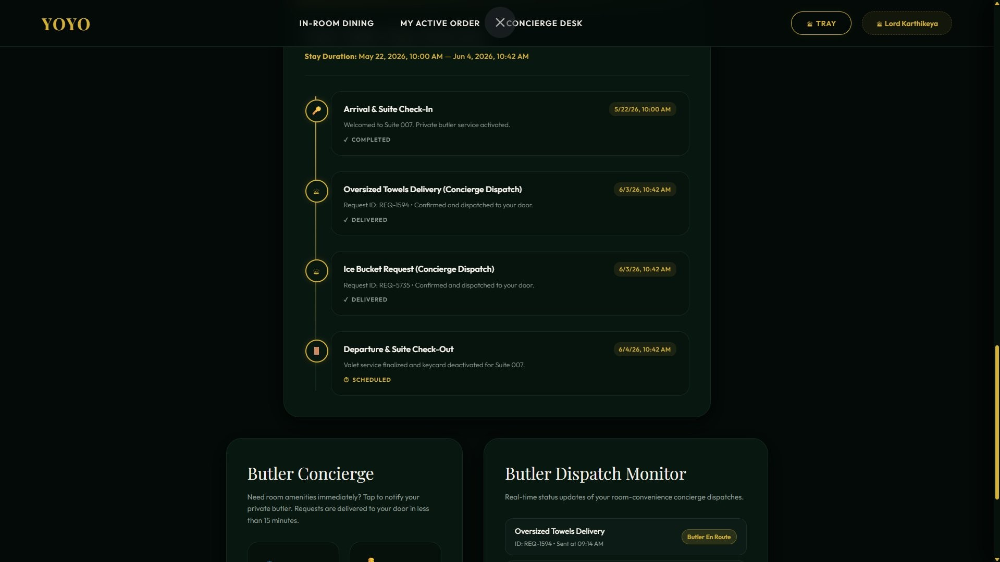 YOYO
IN-ROOM DINING
MY ACTIVE ORDER
CONCIERGE DESK
TRAY
Lord Karthikeya
Stay Duration: May 22, 2026, 10:00 AM — Jun 4, 2026, 10:42 AM
Arrival & Suite Check-In
5/22/26, 10:00 AM
Welcomed to Suite 007. Private butler service activated.
✓ COMPLETED
Oversized Towels Delivery (Concierge Dispatch)
6/3/26, 10:42 AM
Request ID: REQ-1594 • Confirmed and dispatched to your door.
✓ DELIVERED
Ice Bucket Request (Concierge Dispatch)
6/3/26, 10:42 AM
Request ID: REQ-5735 • Confirmed and dispatched to your door.
✓ DELIVERED
Departure & Suite Check-Out
6/4/26, 10:42 AM
Valet service finalized and keycard deactivated for Suite 007.
⏱ SCHEDULED
Butler Concierge
Need room amenities immediately? Tap to notify your
private butler. Requests are delivered to your door in less
than 15 minutes.
Butler Dispatch Monitor
Real-time status updates of your room-convenience concierge dispatches.
Oversized Towels Delivery
Butler En Route
ID: REQ-1594 • Sent at 09:14 AM